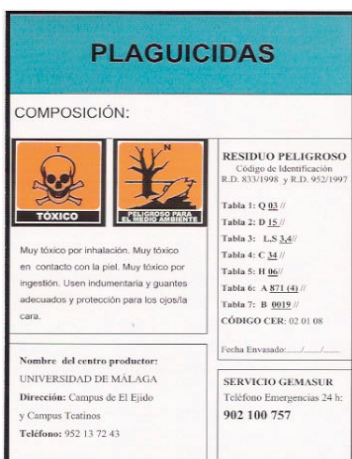 PLAGUICIDAS
COMPOSICIÓN:
T
TÓXICO
N
PELIGROSO PARA
EL MEDIO AMBIENTE
Muy tóxico por inhalación. Muy tóxico
en contacto con la piel. Muy tóxico por
ingestión. Usen indumentaria y guantes
adecuados y protección para los ojos/la
cara.
Nombre del centro productor:
UNIVERSIDAD DE MÁLAGA
Dirección: Campus de El Ejido
y Campus Teatinos
Teléfono: 952 13 72 43
RESIDUO PELIGROSO
Código de Identificación
R.D. 833/1998 y R.D. 952/1997
Tabla 1: Q 03 //
Tabla 2: D 15 //
Tabla 3: L,S 3,4//
Tabla 4: C 34 //
Tabla 5: H 06//
Tabla 6: A 871 (4) //
Tabla 7: B 0019 //
CÓDIGO CER: 02 01 08
Fecha Envasado:___/___/___
SERVICIO GEMASUR
Teléfono Emergencias 24 h:
902 100 757